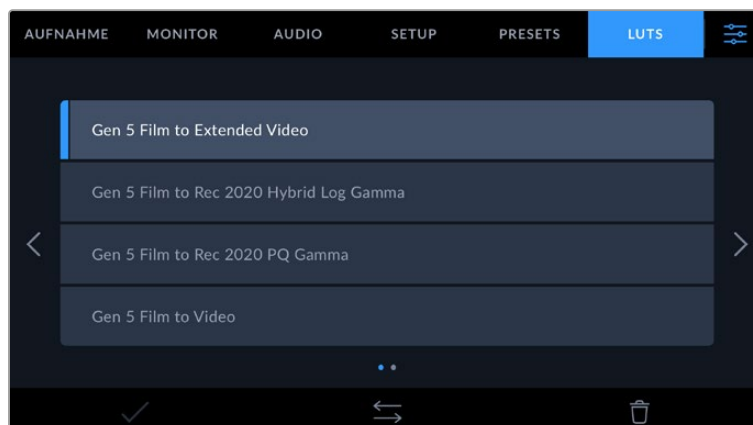 AUFNAHME MONITOR AUDIO SETUP PRESETS LUTS
Gen 5 Film to Extended Video
Gen 5 Film to Rec 2020 Hybrid Log Gamma
Gen 5 Film to Rec 2020 PQ Gamma
Gen 5 Film to Video